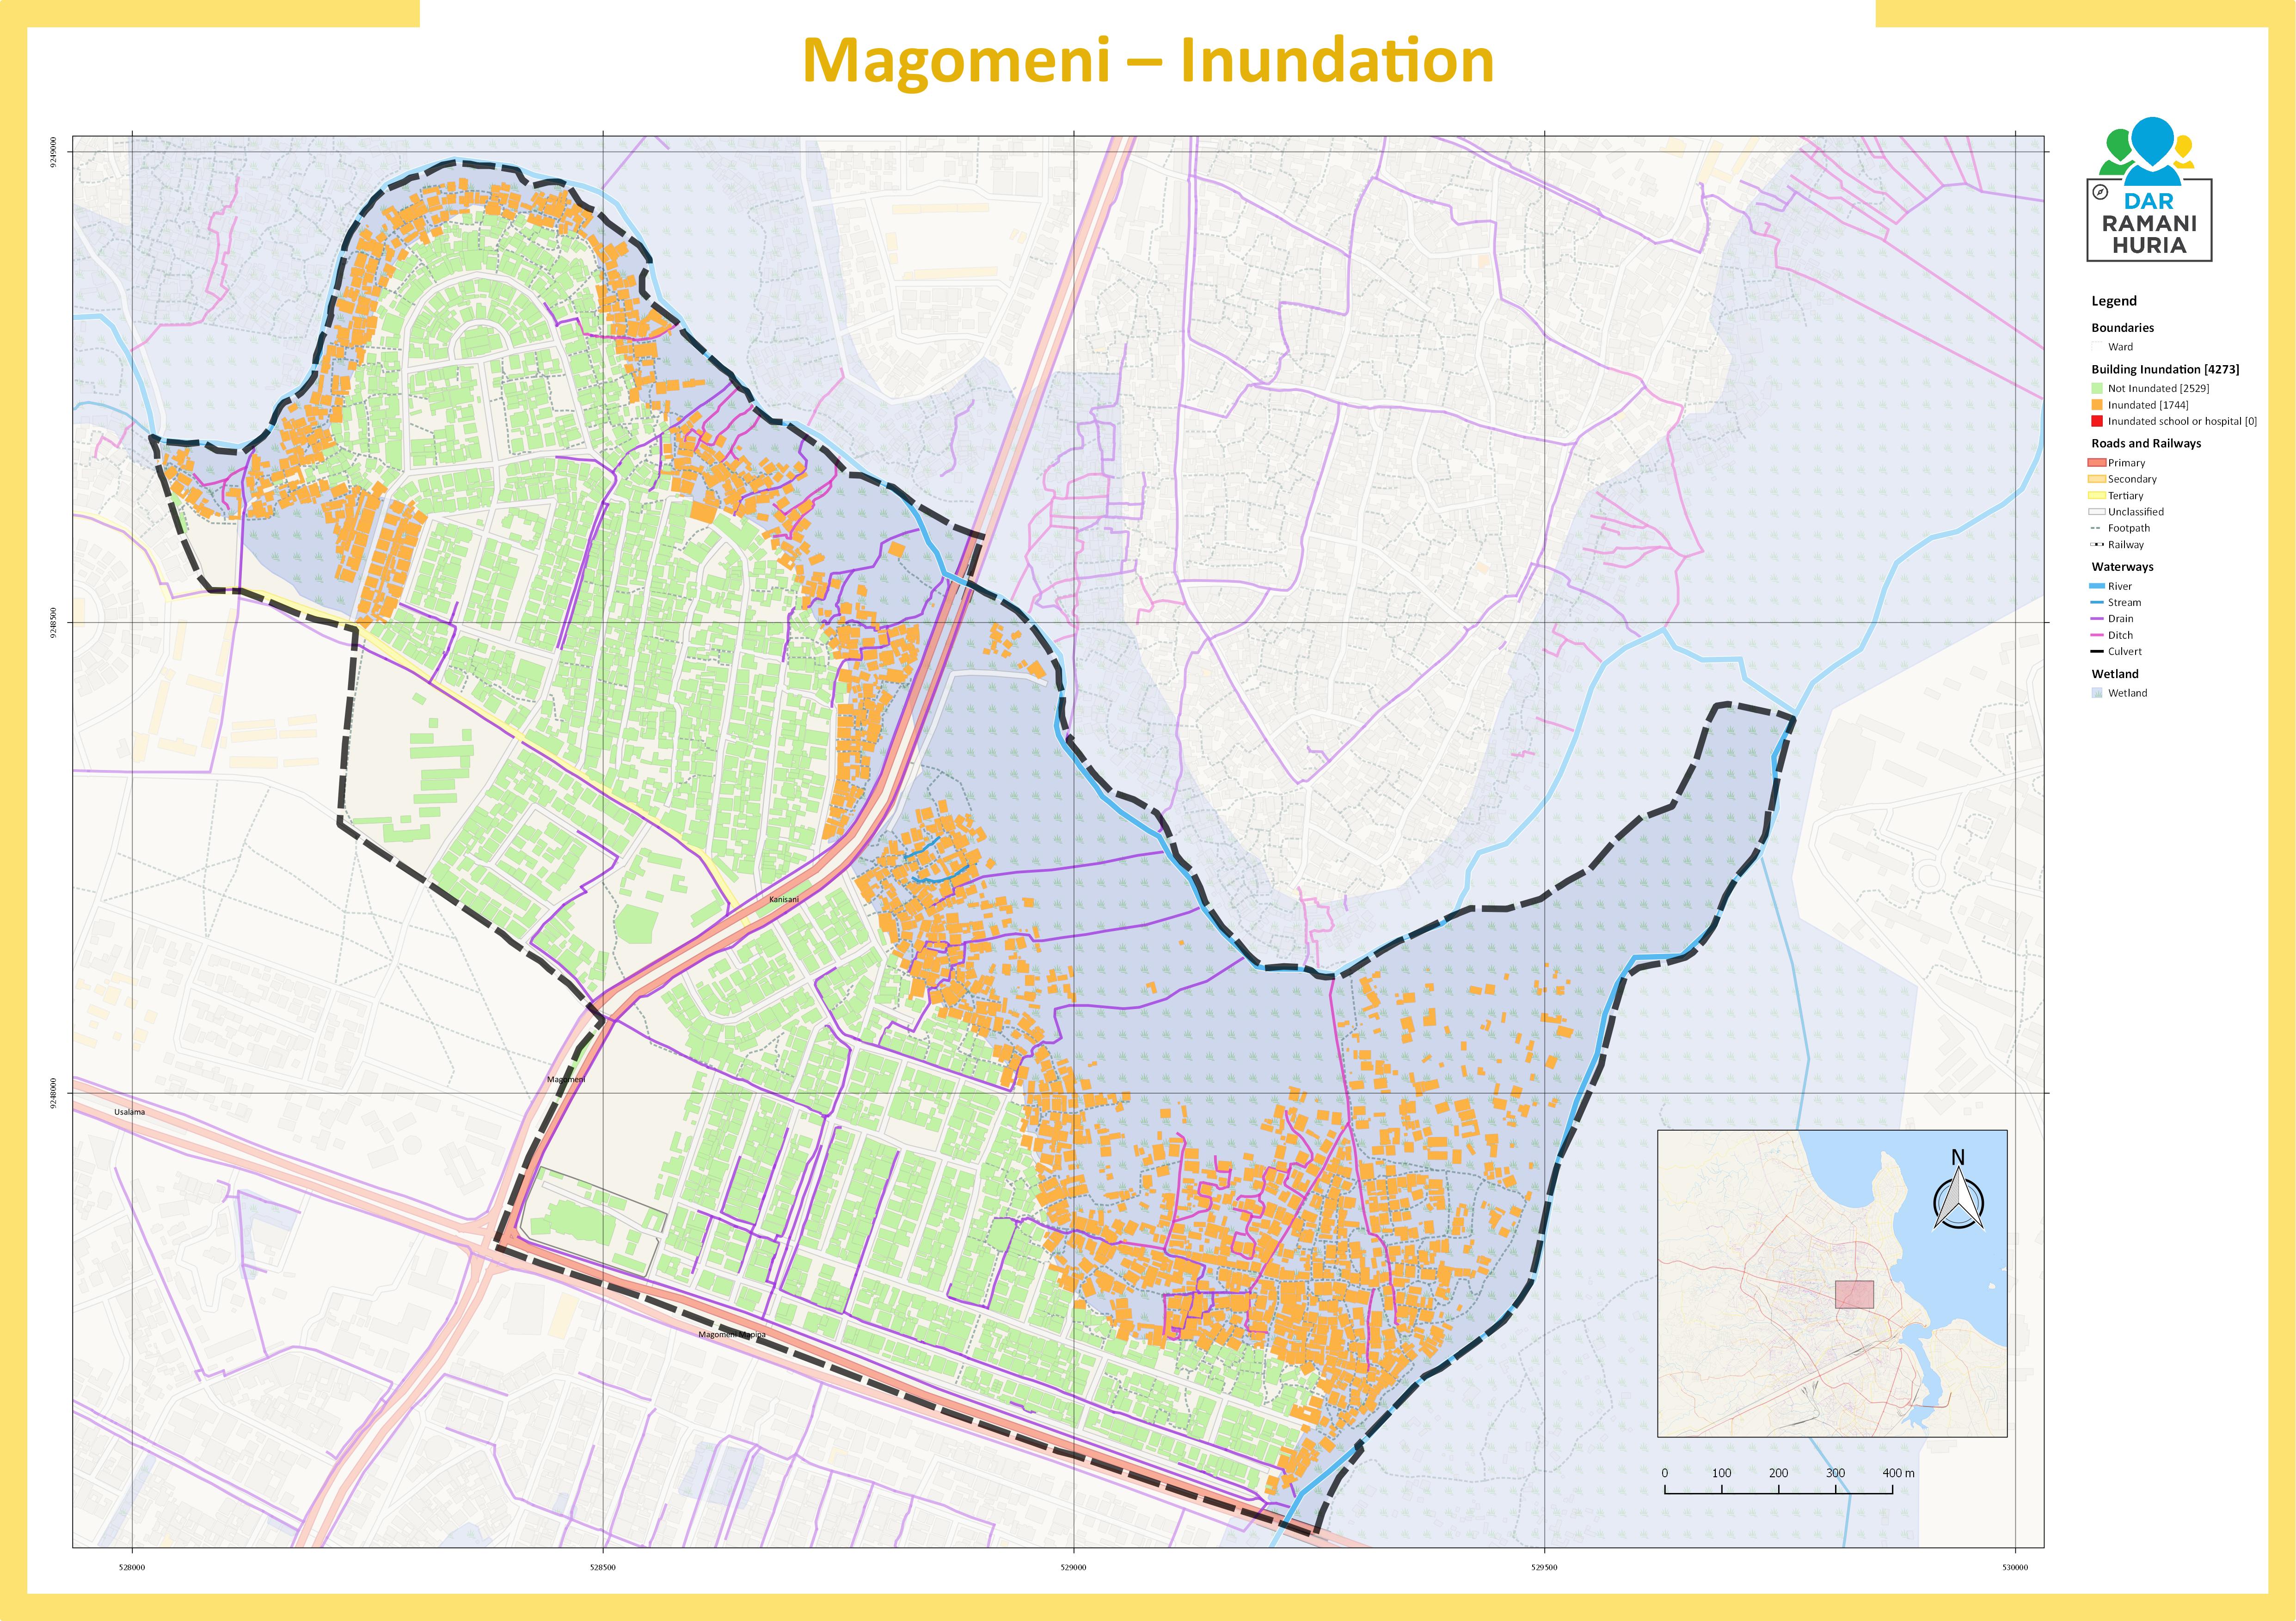 Magomeni – Inundation
DAR
RAMANI
HURIA
Legend
Boundaries
Ward
Building Inundation [4273]
Not Inundated [2529]
Inundated [1744]
Inundated school or hospital [0]
Roads and Railways
Primary
Secondary
Tertiary
Unclassified
Footpath
Railway
Waterways
River
Stream
Drain
Ditch
Culvert
Wetland
Wetland
9249000
9248500
9248000
Kanisani
Magomeni
Usalama
Magomeni Mapipa
N
0 100 200 300 400 m
528000 528500 529000 529500 530000